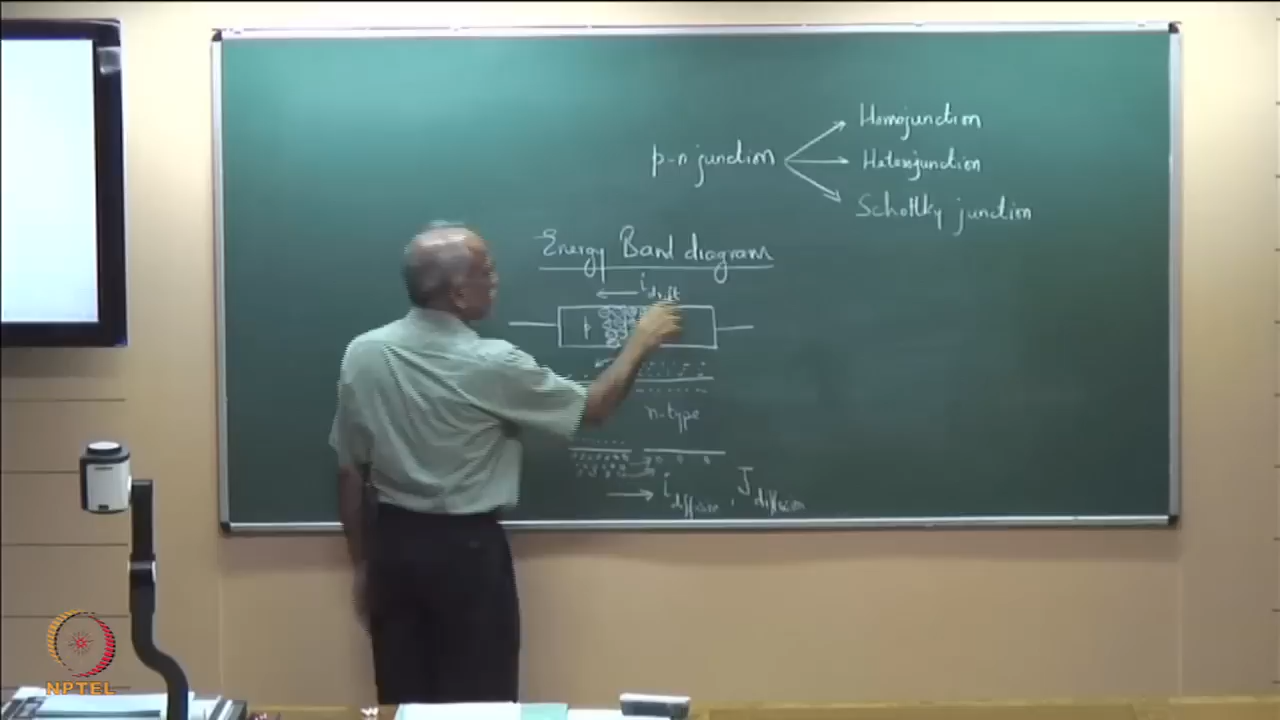 Homojunction
p-n junction
Heterojunction
Schottky junction
Energy Band diagram
i drift
p
n-type
i diffusion, J diffusion
NPTEL